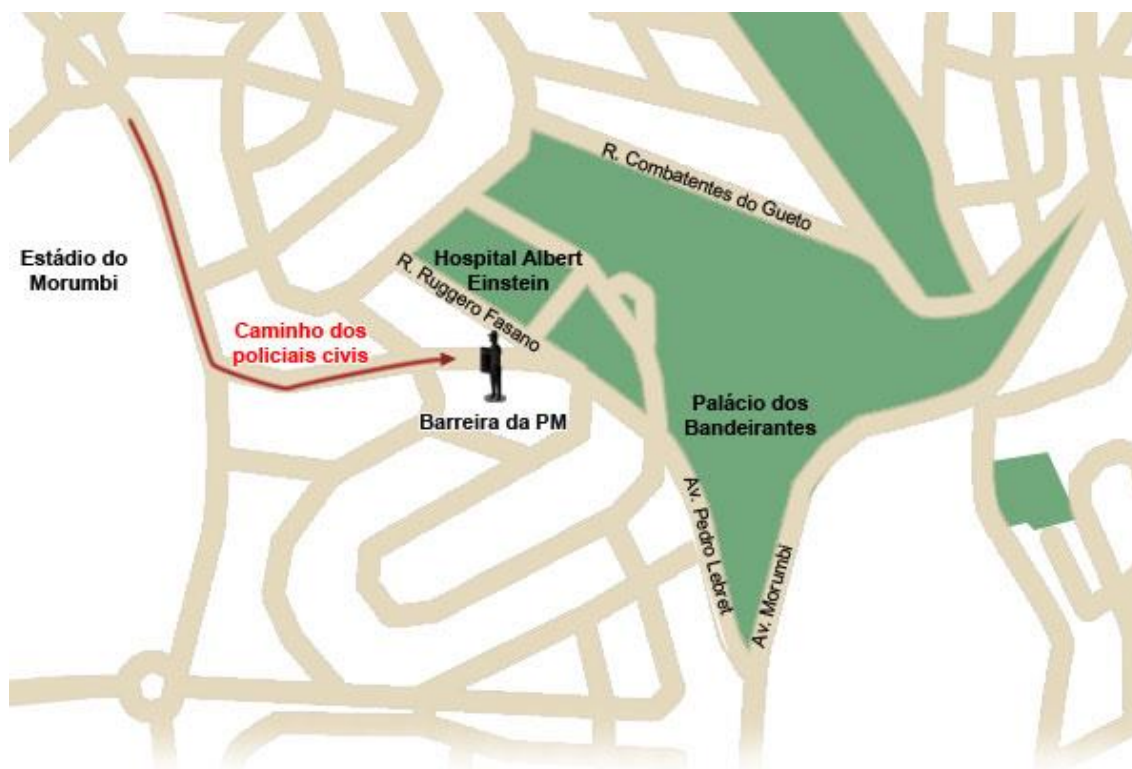 R. Combatentes do Gueto
Estádio do
Morumbi
Hospital Albert
Einstein
R. Ruggero Fasano
Caminho dos
policiais civis
Barreira da PM
Palácio dos
Bandeirantes
Av. Pedro Lebret
Av. Morumbi